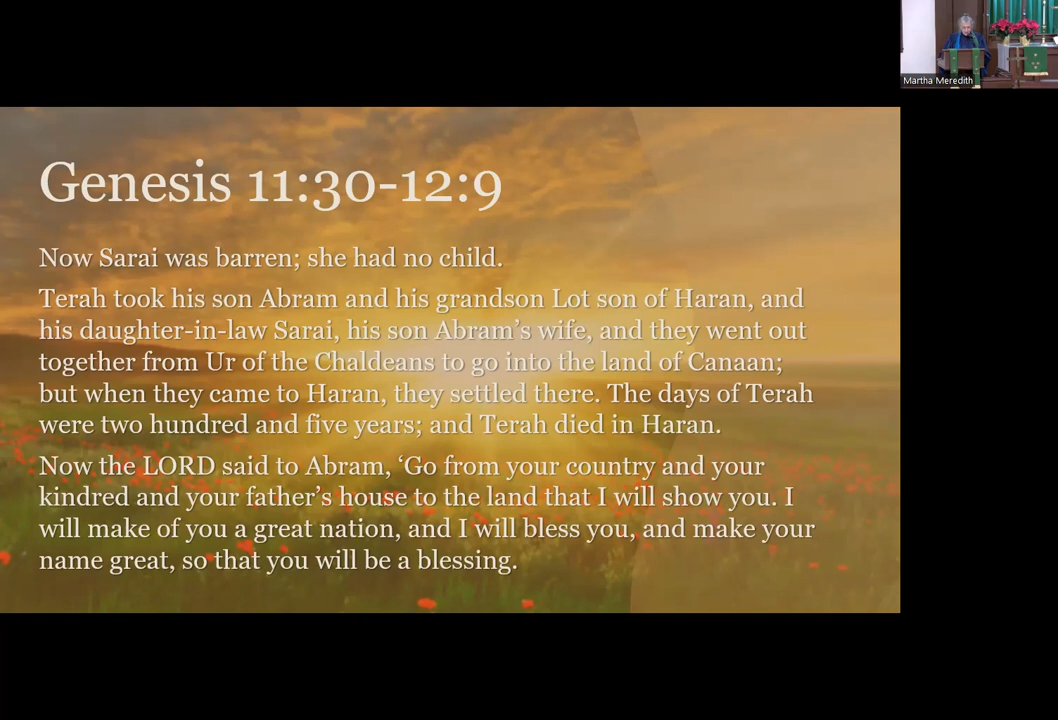 Martha Meredith
Genesis 11:30-12:9
Now Sarai was barren; she had no child.
Terah took his son Abram and his grandson Lot son of Haran, and
his daughter-in-law Sarai, his son Abram’s wife, and they went out
together from Ur of the Chaldeans to go into the land of Canaan;
but when they came to Haran, they settled there. The days of Terah
were two hundred and five years; and Terah died in Haran.
Now the LORD said to Abram, ‘Go from your country and your
kindred and your father’s house to the land that I will show you. I
will make of you a great nation, and I will bless you, and make your
name great, so that you will be a blessing.